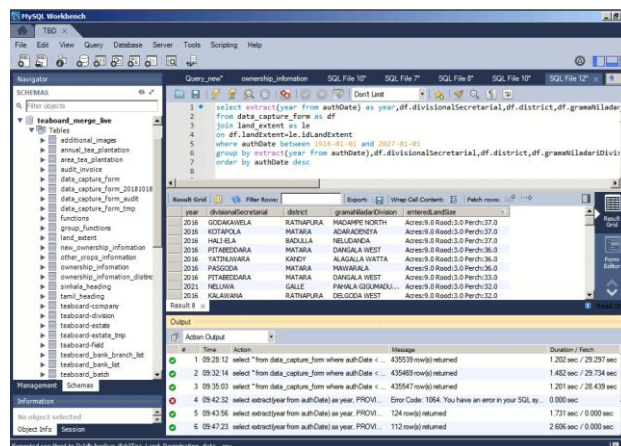 MySQL Workbench
TBD ×
File Edit View Query Database Server Tools Scripting Help
Navigator
SCHEMAS
Filter objects
teaboard_merge_live
Tables
additional_images
annual_tea_plantation
area_tea_plantation
audit_invoice
data_capture_form
data_capture_form_20181018
data_capture_form_audit
data_capture_form_tmp
functions
group_functions
land_extent
new_ownership_infomation
other_crops_infomation
ownership_infomation
ownership_infomation_distinc
sinhala_heading
tamil_heading
teaboard-company
teaboard-division
teaboard-estate
teaboard-estate_tmp
teaboard-field
teaboard_bank_branch_list
teaboard_bank_list
teaboard_batch
Management Schemas
Information
No object selected
Object Info Session
Query_new* ownership_infomation SQL File 10* SQL File 7* SQL File 8* SQL File 10* SQL File 12* ×
Don't Limit
1 select extract(year from authDate) as year,df.divisionalSecretarial,df.district,df.gramaNiladar
2 from data_capture_form as df
3 join land_extent as le
4 on df.landExtent=le.idLandExtent
5 where authDate between 1916-01-01 and 2027-01-01
6 group by extract(year from authDate),df.divisionalSecretarial,df.district,df.gramaNiladariDivis
7 order by authDate desc
8
Result Grid Filter Rows: Export: Wrap Cell Content: Fetch rows:
year divisionalSecretarial district gramaNiladariDivision enteredLandSize
2016 GODAKAWELA RATNAPURA MADAMPE NORTH Acres:9.0 Rood:3.0 Perch:37.0
2016 KOTAPOLA MATARA ADARADENIYA Acres:9.0 Rood:3.0 Perch:37.0
2016 HALI-ELA BADULLA NELUDANDA Acres:9.0 Rood:3.0 Perch:37.0
2016 PITABEDDARA MATARA DANGALA WEST Acres:9.0 Rood:3.0 Perch:36.0
2016 YATINUWARA KANDY ALAGALLA WATTA Acres:9.0 Rood:3.0 Perch:36.0
2016 PASGODA MATARA MAWARALA Acres:9.0 Rood:3.0 Perch:36.0
2016 PITABEDDARA MATARA DANGALA WEST Acres:9.0 Rood:3.0 Perch:33.0
2021 NELUWA GALLE PAHALA GIGUMADU... Acres:9.0 Rood:3.0 Perch:32.0
2016 KALAWANA RATNAPURA DELGODA WEST Acres:9.0 Rood:3.0 Perch:32.0
Result Grid
Form Editor
Result 8 ×
Output
Action Output
# Time Action Message Duration / Fetch
1 09:28:12 select * from data_capture_form where authDate < ... 435539 row(s) returned 1.202 sec / 29.297 sec
2 09:32:14 select * from data_capture_form where authDate < ... 435469 row(s) returned 1.482 sec / 29.734 sec
3 09:35:03 select * from data_capture_form where authDate < ... 435547 row(s) returned 1.201 sec / 28.439 sec
4 09:42:32 select extract(year from authDate) as year, PROVI... Error Code: 1064. You have an error in your SQL sy... 0.000 sec
5 09:43:56 select extract(year from authDate) as year, PROVI... 124 row(s) returned 1.731 sec / 0.000 sec
6 09:47:23 select extract(year from authDate) as year, PROVI... 112 row(s) returned 2.606 sec / 0.000 sec